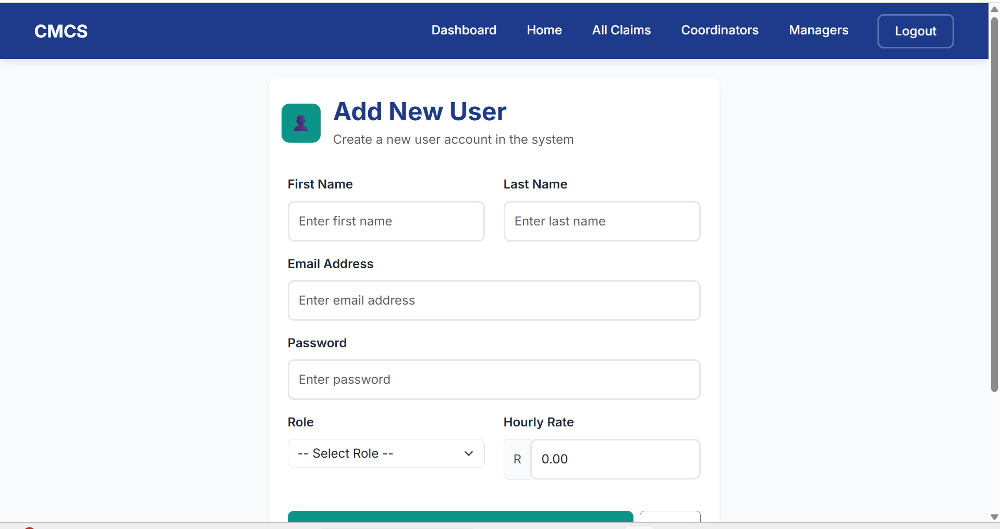 CMCS
Dashboard Home All Claims Coordinators Managers Logout
Add New User
Create a new user account in the system
First Name Last Name
Enter first name Enter last name
Email Address
Enter email address
Password
Enter password
Role Hourly Rate
-- Select Role -- R 0.00